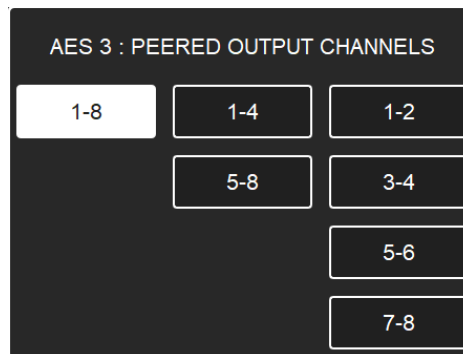 AES 3 : PEERED OUTPUT CHANNELS
1-8 1-4 1-2
5-8 3-4
5-6
7-8